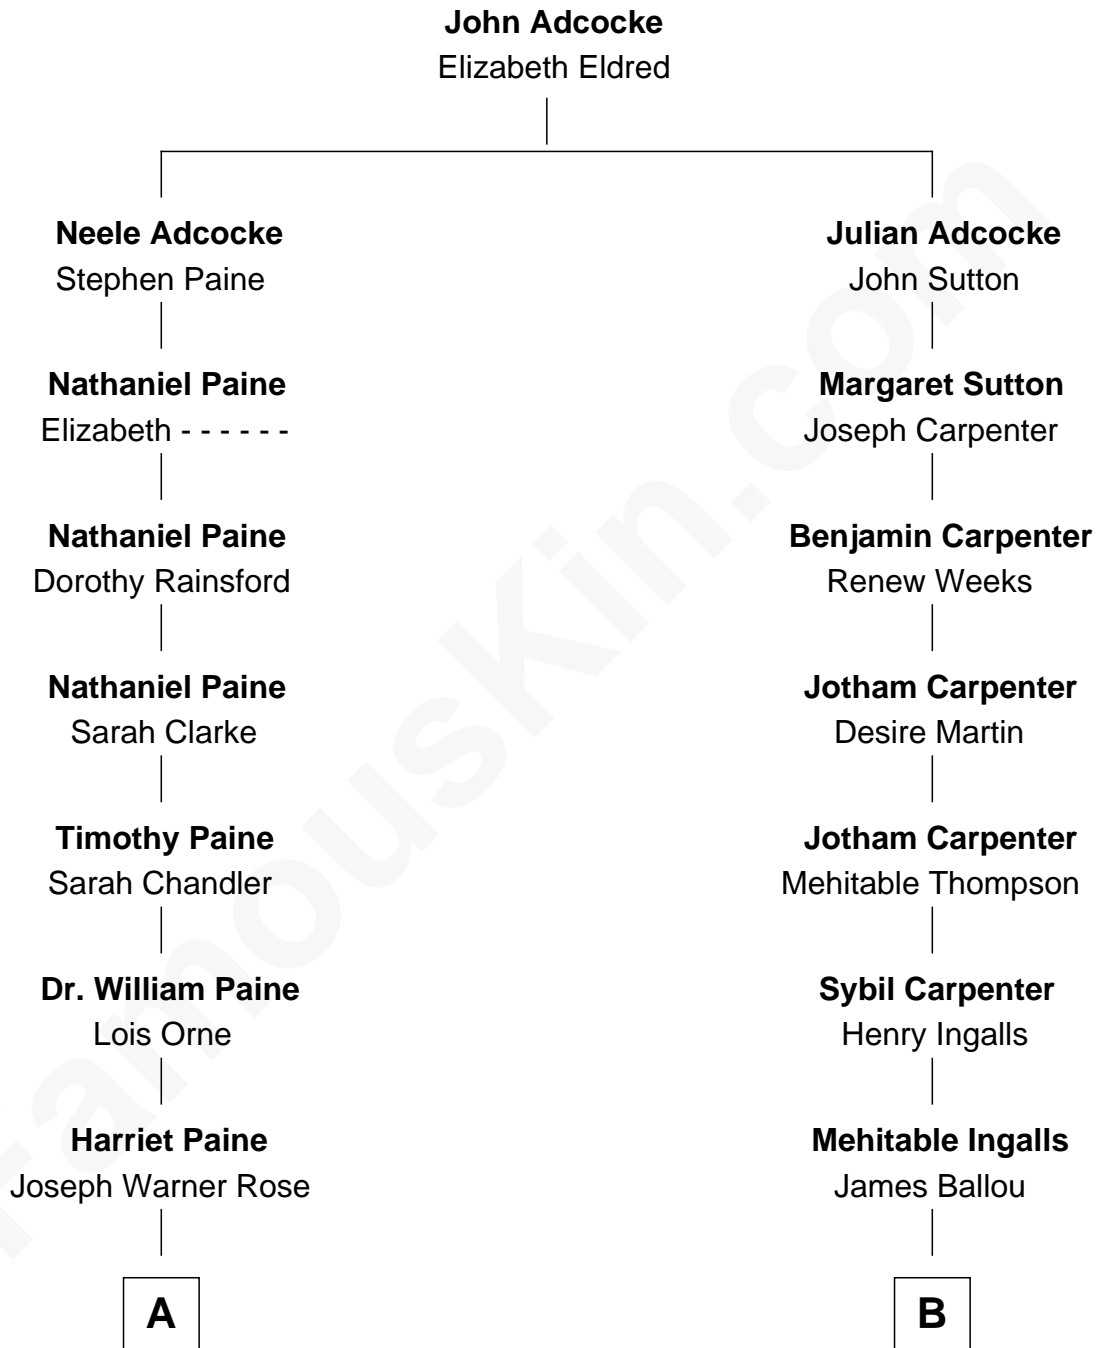 John Adcocke
Elizabeth Eldred
Neele Adcocke
Stephen Paine
Julian Adcocke
John Sutton
Nathaniel Paine
Elizabeth - - - - - -
Margaret Sutton
Joseph Carpenter
Nathaniel Paine
Dorothy Rainsford
Benjamin Carpenter
Renew Weeks
Nathaniel Paine
Sarah Clarke
Jotham Carpenter
Desire Martin
Timothy Paine
Sarah Chandler
Jotham Carpenter
Mehitable Thompson
Dr. William Paine
Lois Orne
Sybil Carpenter
Henry Ingalls
Harriet Paine
Joseph Warner Rose
Mehitable Ingalls
James Ballou
A
B
FamousKin.com